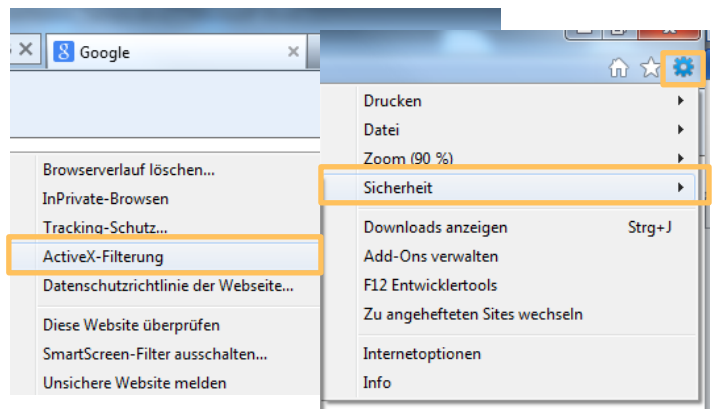 Google
Browserverlauf löschen...
InPrivate-Browsen
Tracking-Schutz...
ActiveX-Filterung
Datenschutzrichtlinie der Webseite...
Diese Website überprüfen
SmartScreen-Filter ausschalten...
Unsichere Website melden
Drucken
Datei
Zoom (90 %)
Sicherheit
Downloads anzeigen Strg+J
Add-Ons verwalten
F12 Entwicklertools
Zu angehefteten Sites wechseln
Internetoptionen
Info